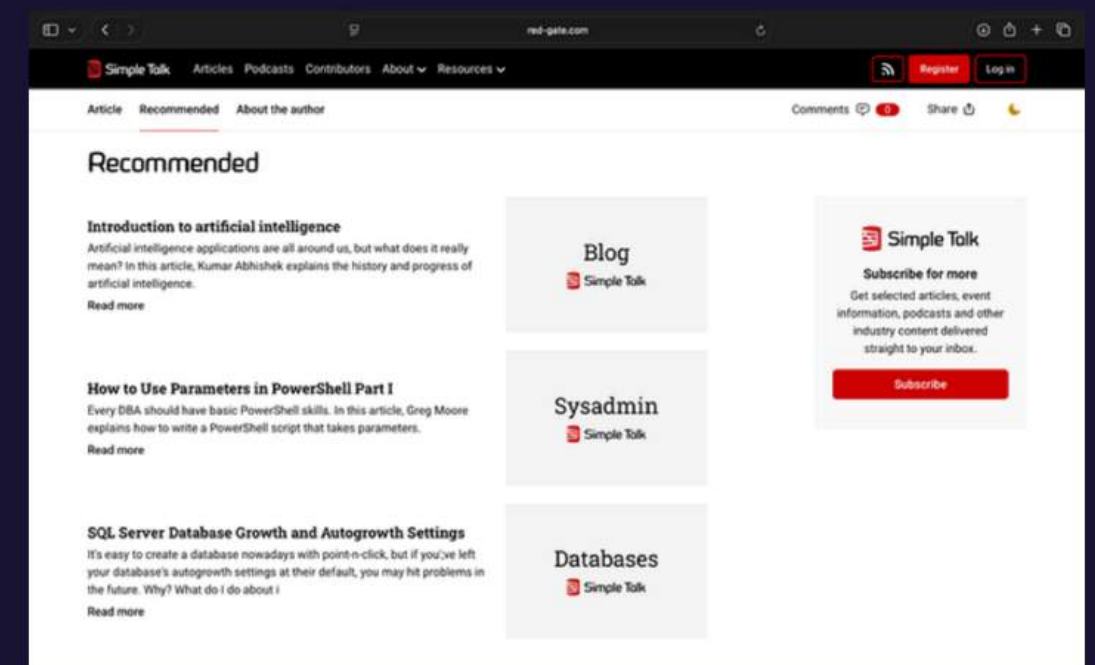 red-gate.com
Simple Talk Articles Podcasts Contributors About Resources Register Log in
Article Recommended About the author Comments 0 Share
Recommended
Introduction to artificial intelligence
Artificial intelligence applications are all around us, but what does it really
mean? In this article, Kumar Abhishek explains the history and progress of
artificial intelligence.
Read more
Blog
Simple Talk
How to Use Parameters in PowerShell Part I
Every DBA should have basic PowerShell skills. In this article, Greg Moore
explains how to write a PowerShell script that takes parameters.
Read more
Sysadmin
Simple Talk
SQL Server Database Growth and Autogrowth Settings
It's easy to create a database nowadays with point-n-click, but if you;ve left
your database's autogrowth settings at their default, you may hit problems in
the future. Why? What do I do about i
Read more
Databases
Simple Talk
Simple Talk
Subscribe for more
Get selected articles, event
information, podcasts and other
industry content delivered
straight to your inbox.
Subscribe